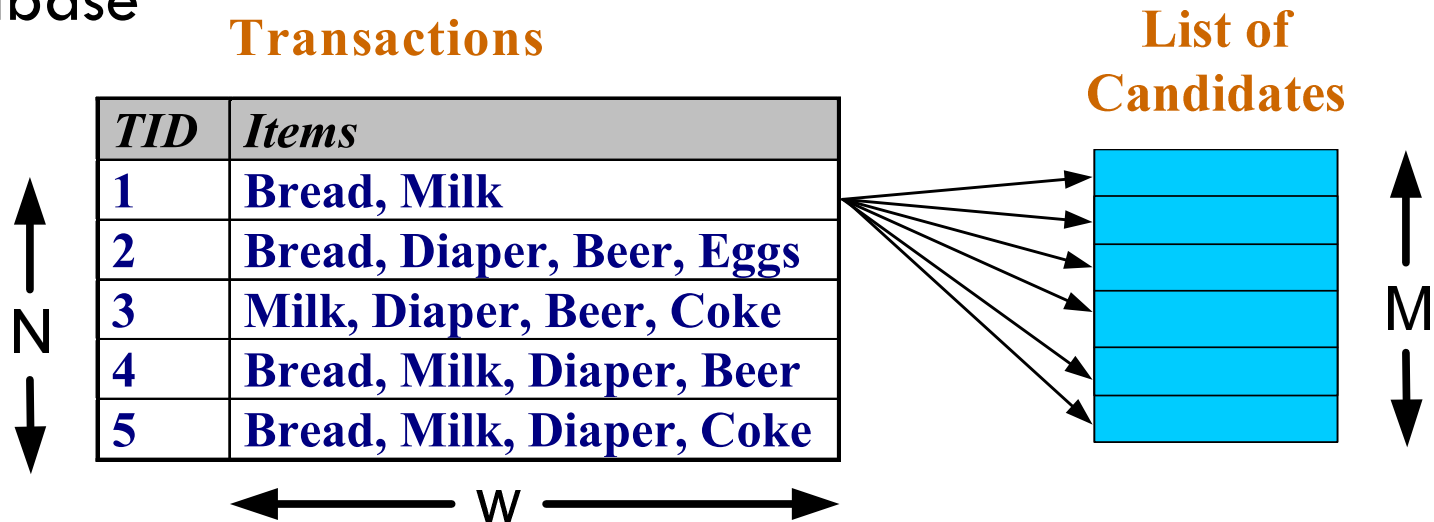 Transactions
List of
Candidates
TID Items
1 Bread, Milk
2 Bread, Diaper, Beer, Eggs
3 Milk, Diaper, Beer, Coke
4 Bread, Milk, Diaper, Beer
5 Bread, Milk, Diaper, Coke
N
M
W